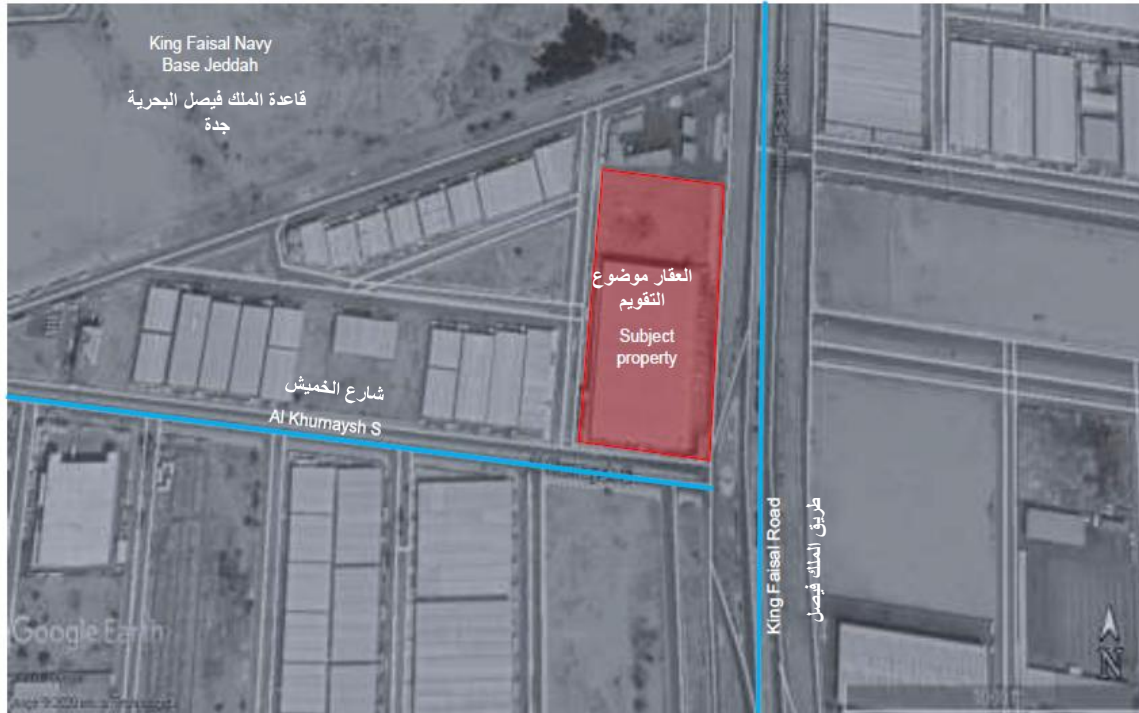 King Faisal Navy
Base Jeddah
قاعدة الملك فيصل البحرية
جدة
العقار موضوع
التقويم
Subject
property
شارع الخميش
Al Khumaysh S
King Faisal Road
طريق الملك فيصل
Google Earth
N